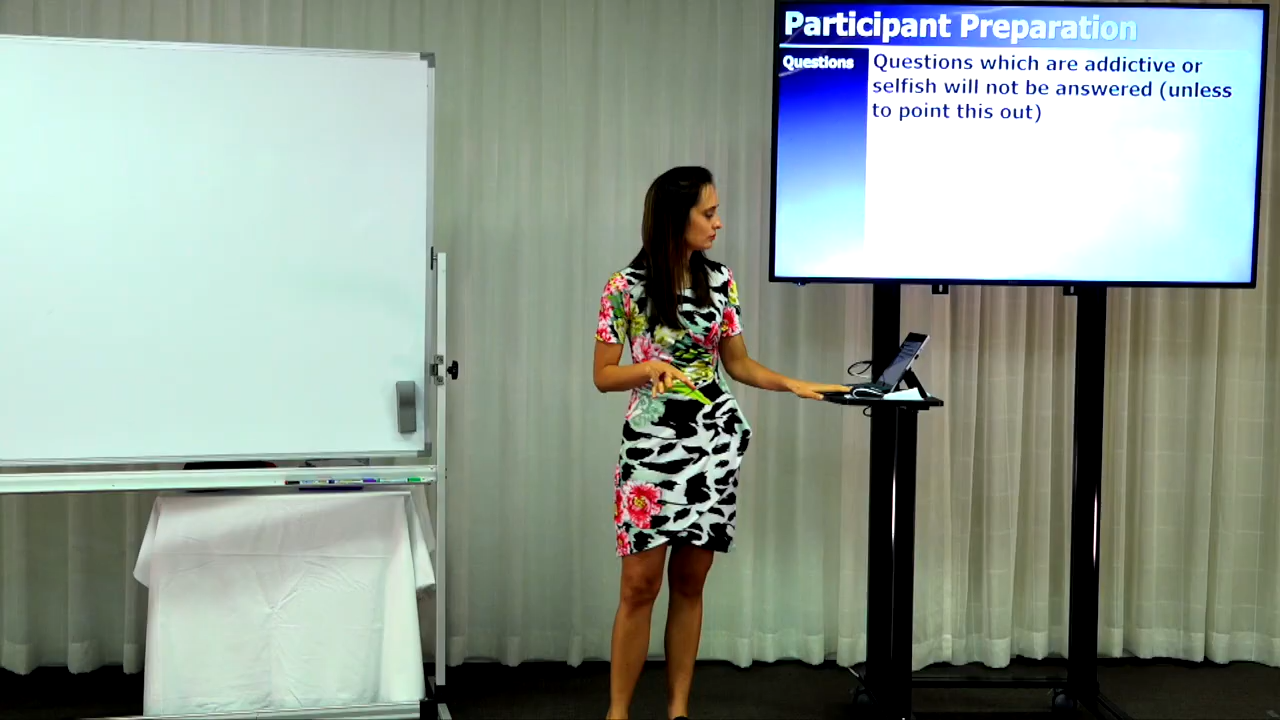 Participant Preparation
Questions
Questions which are addictive or
selfish will not be answered (unless
to point this out)